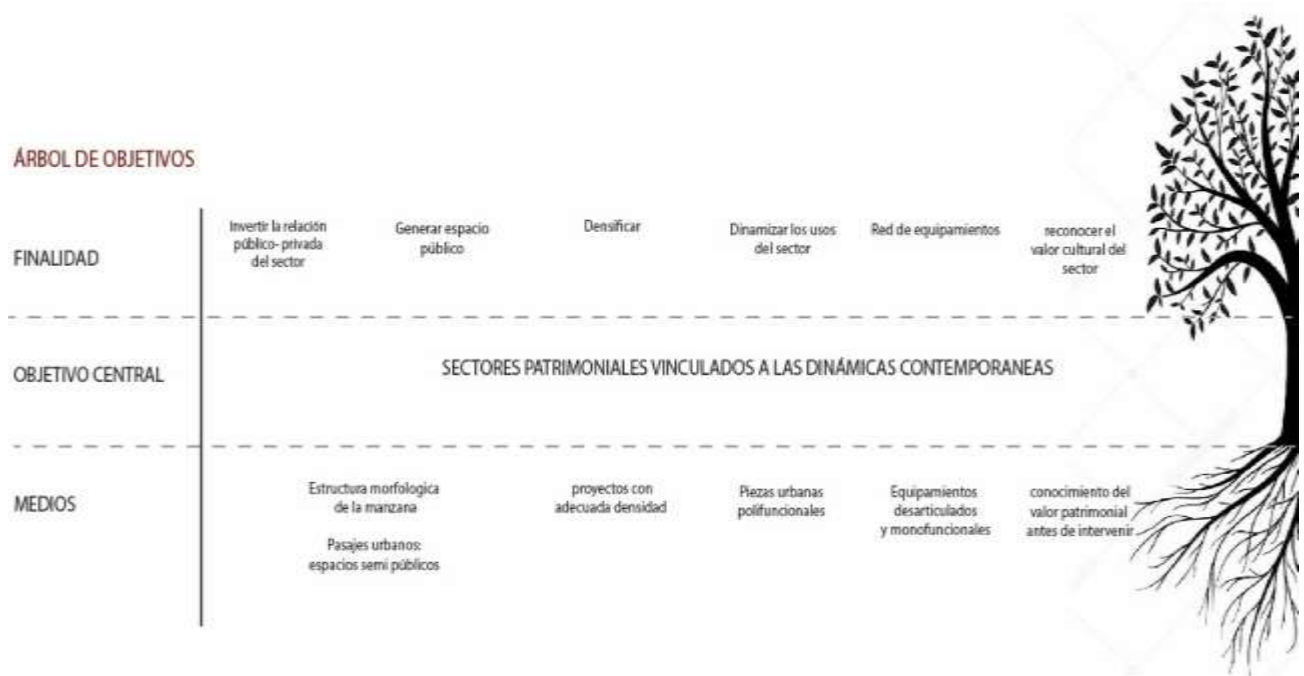 ÁRBOL DE OBJETIVOS
FINALIDAD
Invertir la relación
público- privada
del sector
Generar espacio
público
Densificar
Dinamizar los usos
del sector
Red de equipamientos
reconocer el
valor cultural del
sector
OBJETIVO CENTRAL
SECTORES PATRIMONIALES VINCULADOS A LAS DINÁMICAS CONTEMPORANEAS
MEDIOS
Estructura morfologica
de la manzana
Pasajes urbanos:
espacios semi públicos
proyectos con
adecuada densidad
Piezas urbanas
polifuncionales
Equipamientos
desarticulados
y monofuncionales
conocimiento del
valor patrimonial
antes de intervenir